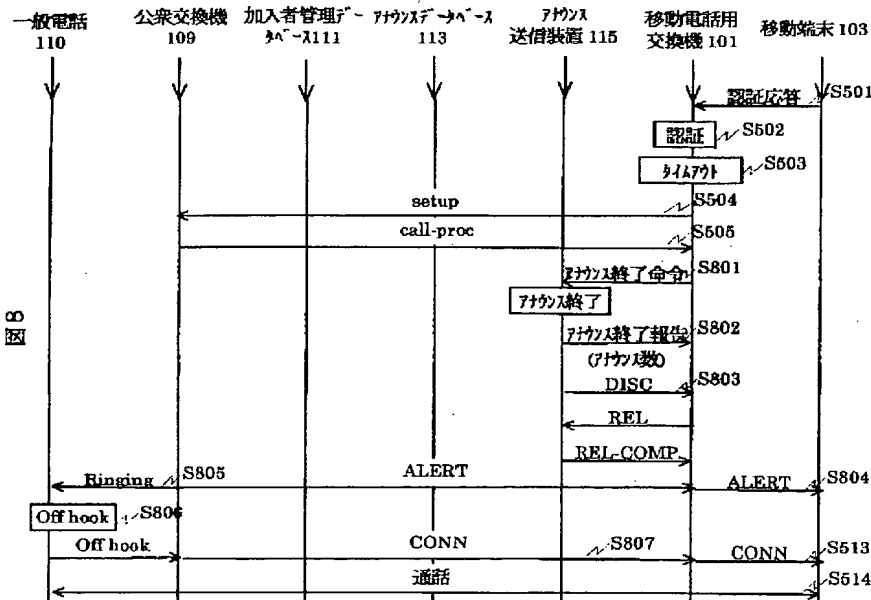 一般電話
110
公衆交換機
109
加入者管理デー
ﾀﾍﾞｰｽ111
ｱﾅｳﾝｽﾃﾞｰﾀﾍﾞｰｽ
113
ｱﾅｳﾝｽ
送信装置 115
移動電話用
交換機 101
移動端末 103
認証応答
S501
認証
S502
ﾀｲﾑｱｳﾄ
S503
setup
S504
call-proc
S505
ｱﾅｳﾝｽ終了命令
S801
ｱﾅｳﾝｽ終了
ｱﾅｳﾝｽ終了報告
S802
(ｱﾅｳﾝｽ数)
DISC
S803
REL
REL-COMP
Ringing
S805
ALERT
ALERT
S804
Off hook
S806
Off hook
CONN
S807
CONN
S513
通話
S514
図8